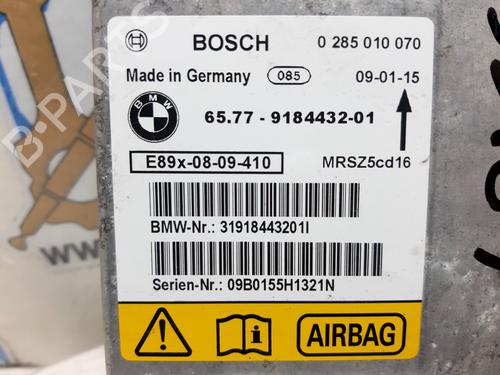 BOSCH 0 285 010 070
Made in Germany 085 09-01-15
BMW
65.77 - 9184432-01
E89x-08-09-410 MRSZ5cd16
BMW-Nr.: 31918443201I
Serien-Nr.: 09B0155H1321N
AIRBAG